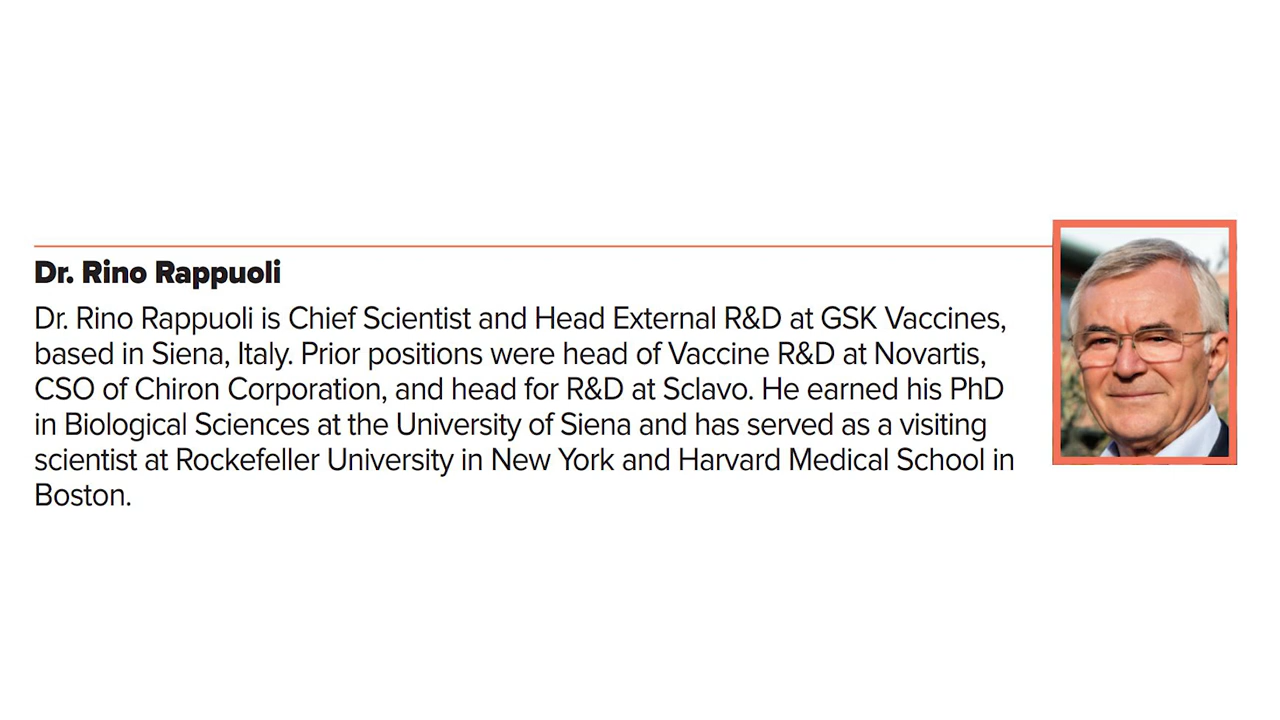 Dr. Rino Rappuoli
Dr. Rino Rappuoli is Chief Scientist and Head External R&D at GSK Vaccines,
based in Siena, Italy. Prior positions were head of Vaccine R&D at Novartis,
CSO of Chiron Corporation, and head for R&D at Sclavo. He earned his PhD
in Biological Sciences at the University of Siena and has served as a visiting
scientist at Rockefeller University in New York and Harvard Medical School in
Boston.